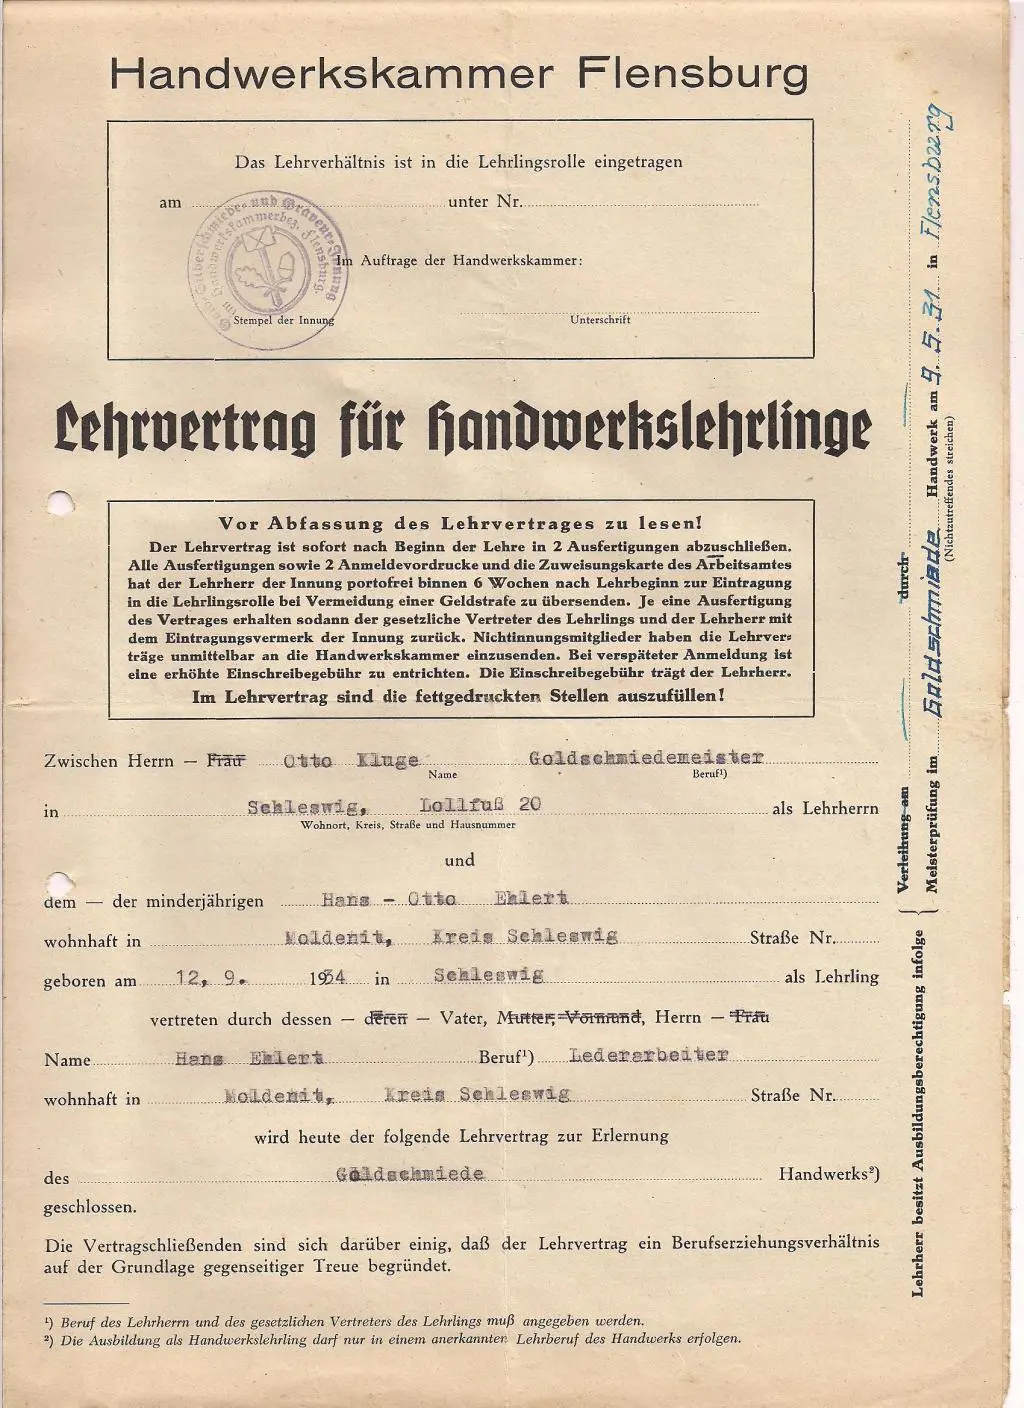 Handwerkskammer Flensburg
Das Lehrverhältnis ist in die Lehrlingsrolle eingetragen
am unter Nr.
Gold-, Silberschmiede- und Graveur-Innung
im Handwerkskammerbez. Flensburg.
Im Auftrage der Handwerkskammer:
Stempel der Innung Unterschrift
Lehrvertrag für Handwerkslehrlinge
Vor Abfassung des Lehrvertrages zu lesen!
Der Lehrvertrag ist sofort nach Beginn der Lehre in 2 Ausfertigungen abzuschließen.
Alle Ausfertigungen sowie 2 Anmeldevordrucke und die Zuweisungskarte des Arbeitsamtes
hat der Lehrherr der Innung portofrei binnen 6 Wochen nach Lehrbeginn zur Eintragung
in die Lehrlingsrolle bei Vermeidung einer Geldstrafe zu übersenden. Je eine Ausfertigung
des Vertrages erhalten sodann der gesetzliche Vertreter des Lehrlings und der Lehrherr mit
dem Eintragungsvermerk der Innung zurück. Nichtinnungsmitglieder haben die Lehrver-
träge unmittelbar an die Handwerkskammer einzusenden. Bei verspäteter Anmeldung ist
eine erhöhte Einschreibegebühr zu entrichten. Die Einschreibegebühr trägt der Lehrherr.
Im Lehrvertrag sind die fettgedruckten Stellen auszufüllen!
Zwischen Herrn — Frau Otto Kluge Goldschmiedemeister
Name Beruf¹)
in Schleswig, Lollfuß 20 als Lehrherrn
Wohnort, Kreis, Straße und Hausnummer
und
dem — der minderjährigen Hans - Otto Ehlert
wohnhaft in Moldenit, Kreis Schleswig Straße Nr.
geboren am 12. 9. 1934 in Schleswig als Lehrling
vertreten durch dessen — deren — Vater, Mutter, Vormund, Herrn — Frau
Name Hans Ehlert Beruf¹) Lederarbeiter
wohnhaft in Moldenit, Kreis Schleswig Straße Nr.
wird heute der folgende Lehrvertrag zur Erlernung
des Goldschmiede Handwerks²)
geschlossen.
Die Vertragschließenden sind sich darüber einig, daß der Lehrvertrag ein Berufserziehungsverhältnis
auf der Grundlage gegenseitiger Treue begründet.
¹) Beruf des Lehrherrn und des gesetzlichen Vertreters des Lehrlings muß angegeben werden.
²) Die Ausbildung als Handwerkslehrling darf nur in einem anerkannten Lehrberuf des Handwerks erfolgen.
Lehrherr besitzt Ausbildungsberechtigung infolge
Verleihung am durch
Meisterprüfung im Goldschmiede Handwerk am 9.5.31 in Flensburg
(Nichtzutreffendes streichen)